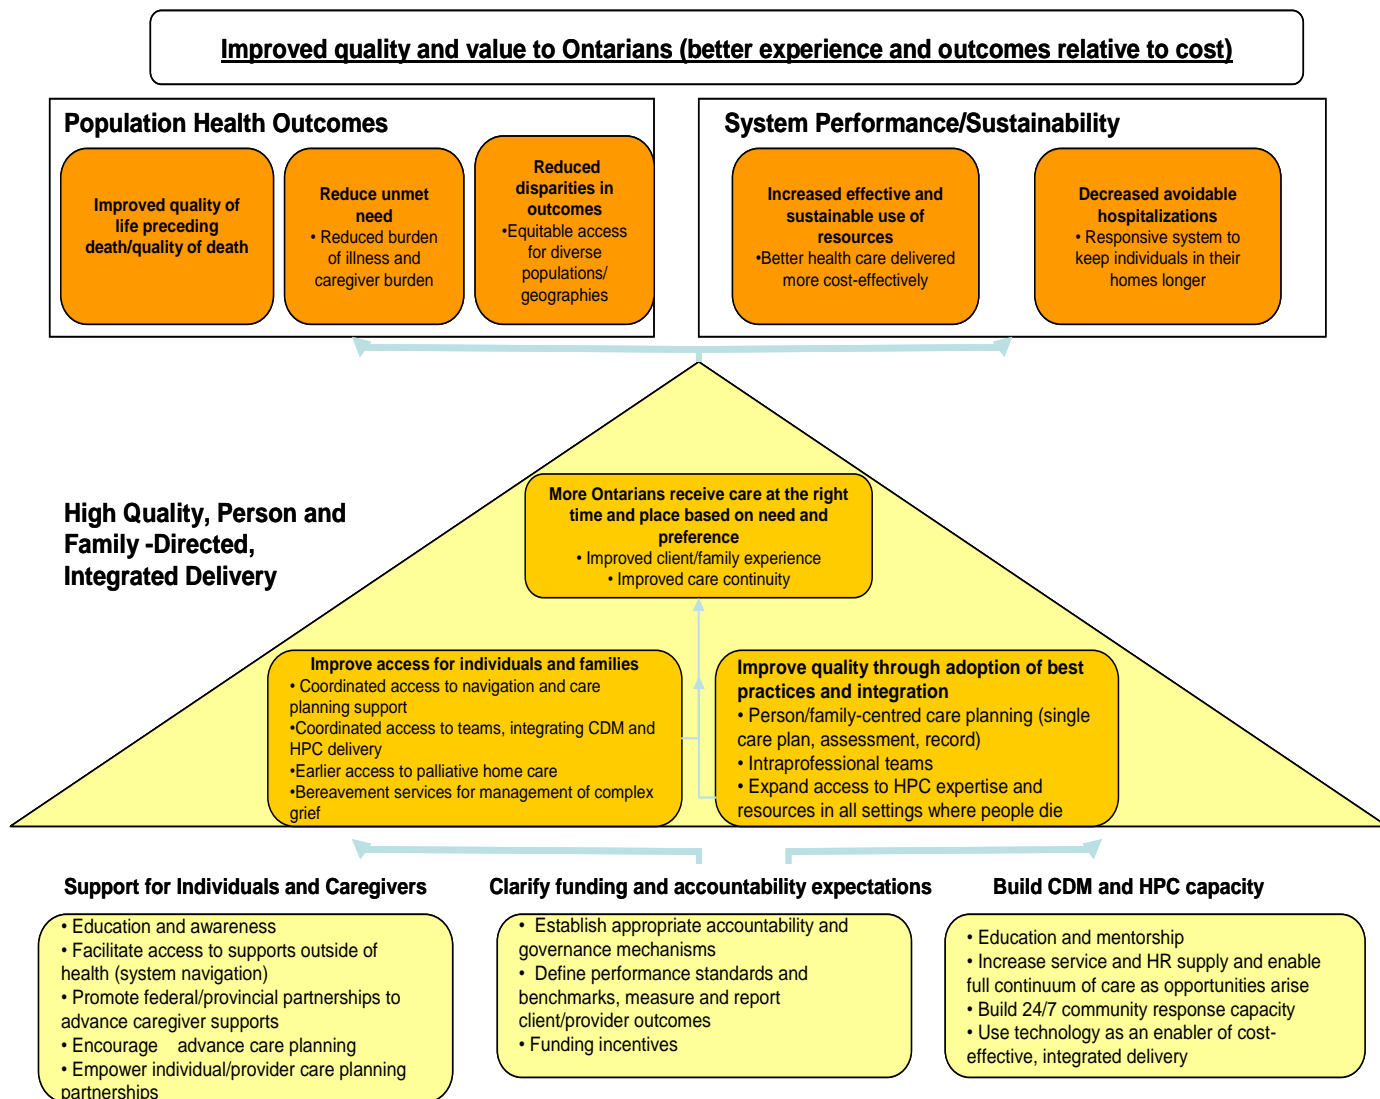 Improved quality and value to Ontarians (better experience and outcomes relative to cost)
Population Health Outcomes
Improved quality of
life preceding
death/quality of death
Reduce unmet
need
• Reduced burden
of illness and
caregiver burden
Reduced
disparities in
outcomes
•Equitable access
for diverse
populations/
geographies
System Performance/Sustainability
Increased effective and
sustainable use of
resources
•Better health care delivered
more cost-effectively
Decreased avoidable
hospitalizations
• Responsive system to
keep individuals in their
homes longer
High Quality, Person and
Family -Directed,
Integrated Delivery
More Ontarians receive care at the right
time and place based on need and
preference
• Improved client/family experience
• Improved care continuity
Improve access for individuals and families
• Coordinated access to navigation and care
planning support
•Coordinated access to teams, integrating CDM and
HPC delivery
•Earlier access to palliative home care
•Bereavement services for management of complex
grief
Improve quality through adoption of best
practices and integration
• Person/family-centred care planning (single
care plan, assessment, record)
• Intraprofessional teams
• Expand access to HPC expertise and
resources in all settings where people die
Support for Individuals and Caregivers
• Education and awareness
• Facilitate access to supports outside of
health (system navigation)
• Promote federal/provincial partnerships to
advance caregiver supports
• Encourage advance care planning
• Empower individual/provider care planning
partnerships
Clarify funding and accountability expectations
• Establish appropriate accountability and
governance mechanisms
• Define performance standards and
benchmarks, measure and report
client/provider outcomes
• Funding incentives
Build CDM and HPC capacity
• Education and mentorship
• Increase service and HR supply and enable
full continuum of care as opportunities arise
• Build 24/7 community response capacity
• Use technology as an enabler of cost-
effective, integrated delivery